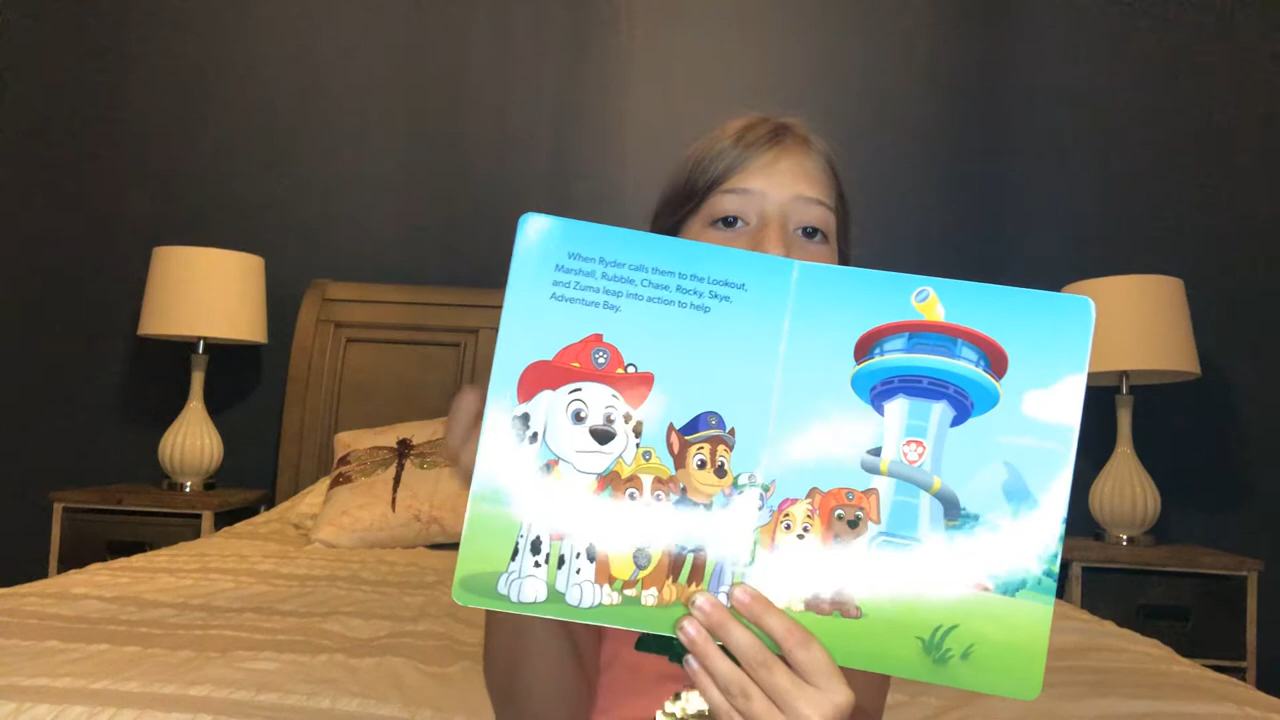 When Ryder calls them to the Lookout,
Marshall, Rubble, Chase, Rocky, Skye,
and Zuma leap into action to help
Adventure Bay.